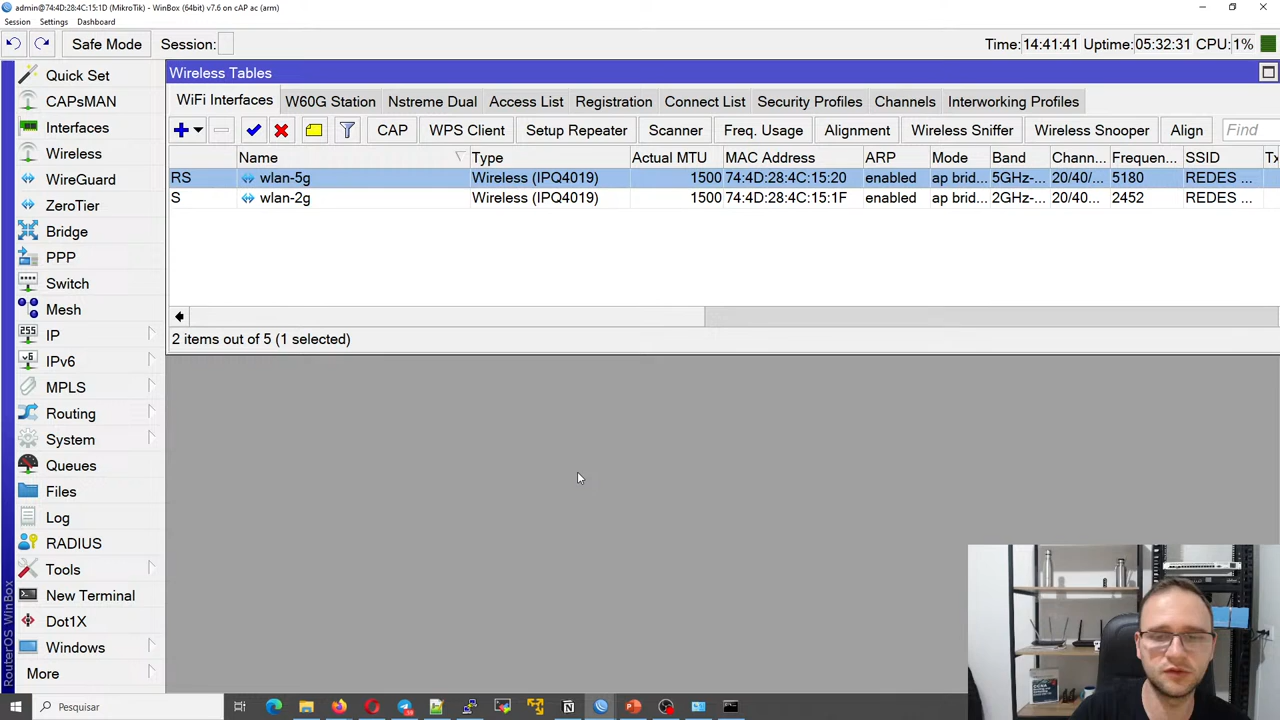 admin@74:4D:28:4C:15:1D (MikroTik) - WinBox (64bit) v7.6 on cAP ac (arm)
Session Settings Dashboard
Safe Mode Session: Time: 14:41:41 Uptime: 05:32:31 CPU: 1%
Quick Set
CAPsMAN
Interfaces
Wireless
WireGuard
ZeroTier
Bridge
PPP
Switch
Mesh
IP
IPv6
MPLS
Routing
System
Queues
Files
Log
RADIUS
Tools
New Terminal
Dot1X
Windows
More
RouterOS WinBox
Wireless Tables
WiFi Interfaces W60G Station Nstreme Dual Access List Registration Connect List Security Profiles Channels Interworking Profiles
CAP WPS Client Setup Repeater Scanner Freq. Usage Alignment Wireless Sniffer Wireless Snooper Align Find
Name Type Actual MTU MAC Address ARP Mode Band Chann... Frequen... SSID Tx
RS wlan-5g Wireless (IPQ4019) 1500 74:4D:28:4C:15:20 enabled ap brid... 5GHz-... 20/40/... 5180 REDES ...
S wlan-2g Wireless (IPQ4019) 1500 74:4D:28:4C:15:1F enabled ap brid... 2GHz-... 20/40... 2452 REDES ...
2 items out of 5 (1 selected)
Pesquisar